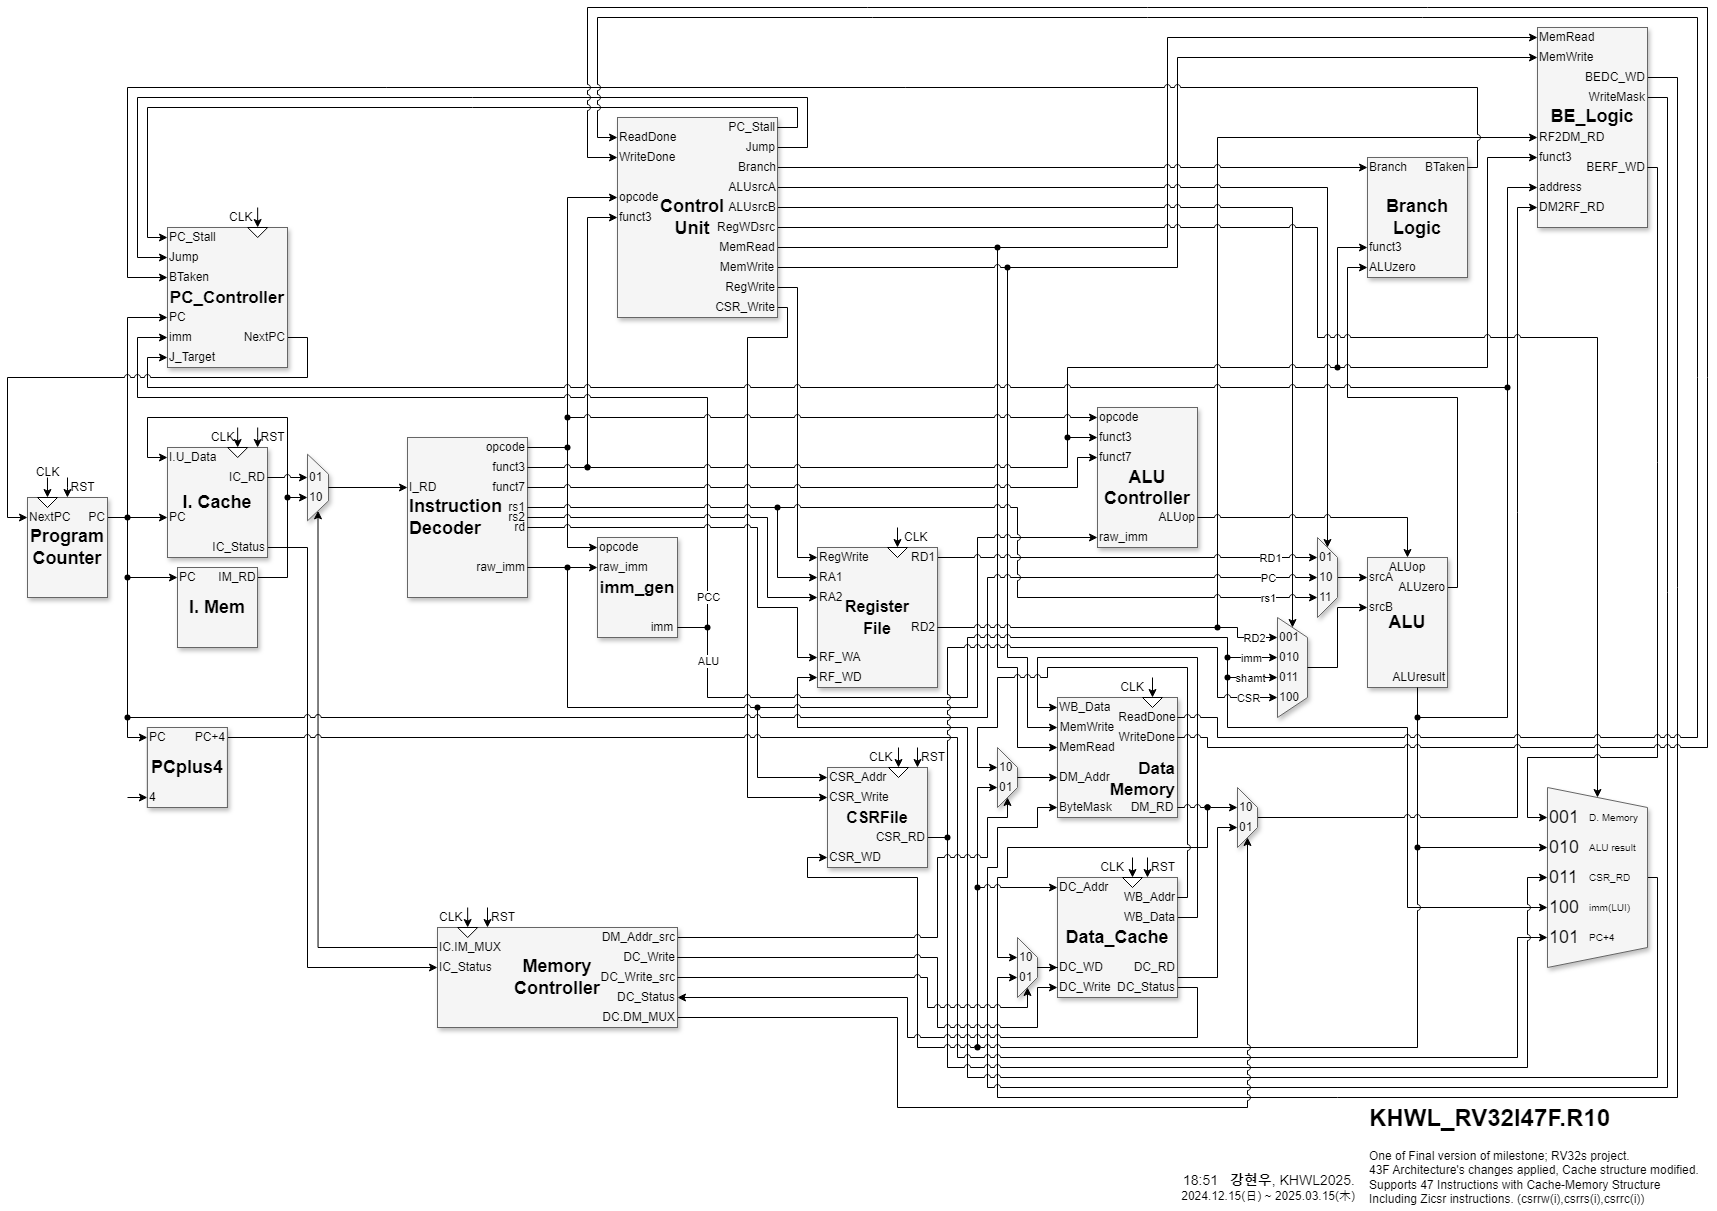 MemRead
MemWrite
BEDC_WD
WriteMask
BE_Logic
RF2DM_RD
funct3
BERF_WD
address
DM2RF_RD
PC_Stall
ReadDone
Jump
WriteDone
Branch
ALUsrcA
opcode
ALUsrcB
Control
Unit
funct3
RegWDsrc
MemRead
MemWrite
RegWrite
CSR_Write
Branch
BTaken
Branch
Logic
funct3
ALUzero
CLK
PC_Stall
Jump
BTaken
PC_Controller
PC
imm
NextPC
J_Target
CLK
RST
I.U_Data
IC_RD
I. Cache
PC
IC_Status
01
10
CLK
RST
NextPC
PC
Program
Counter
PC
IM_RD
I. Mem
opcode
funct3
I_RD
funct7
Instruction
Decoder
rs1
rs2
rd
raw_imm
opcode
raw_imm
imm_gen
imm
PCC
ALU
opcode
funct3
funct7
ALU
Controller
ALUop
raw_imm
CLK
RegWrite
RD1
RA1
RA2
Register
File
RD2
RF_WA
RF_WD
RD1
01
PC
10
rs1
11
RD2
001
imm
010
shamt
011
CSR
100
ALUop
srcA
ALUzero
srcB
ALU
ALUresult
PC
PC+4
PCplus4
4
CLK
RST
CSR_Addr
CSR_Write
CSRFile
CSR_RD
CSR_WD
CLK
WB_Data
ReadDone
MemWrite
WriteDone
MemRead
Data
Memory
DM_Addr
ByteMask
DM_RD
10
01
10
01
CLK
RST
DC_Addr
WB_Addr
WB_Data
Data_Cache
DC_WD
DC_RD
DC_Write
DC_Status
10
01
001
D. Memory
010
ALU result
011
CSR_RD
100
imm(LUI)
101
PC+4
CLK
RST
IC.IM_MUX
IC_Status
Memory
Controller
DM_Addr_src
DC_Write
DC_Write_src
DC_Status
DC.DM_MUX
KHWL_RV32I47F.R10
One of Final version of milestone; RV32s project.
43F Architecture's changes applied, Cache structure modified.
Supports 47 Instructions with Cache-Memory Structure
Including Zicsr instructions. (csrrw(i),csrrs(i),csrrc(i))
18:51 강현우, KHWL2025.
2024.12.15(日) ~ 2025.03.15(木)